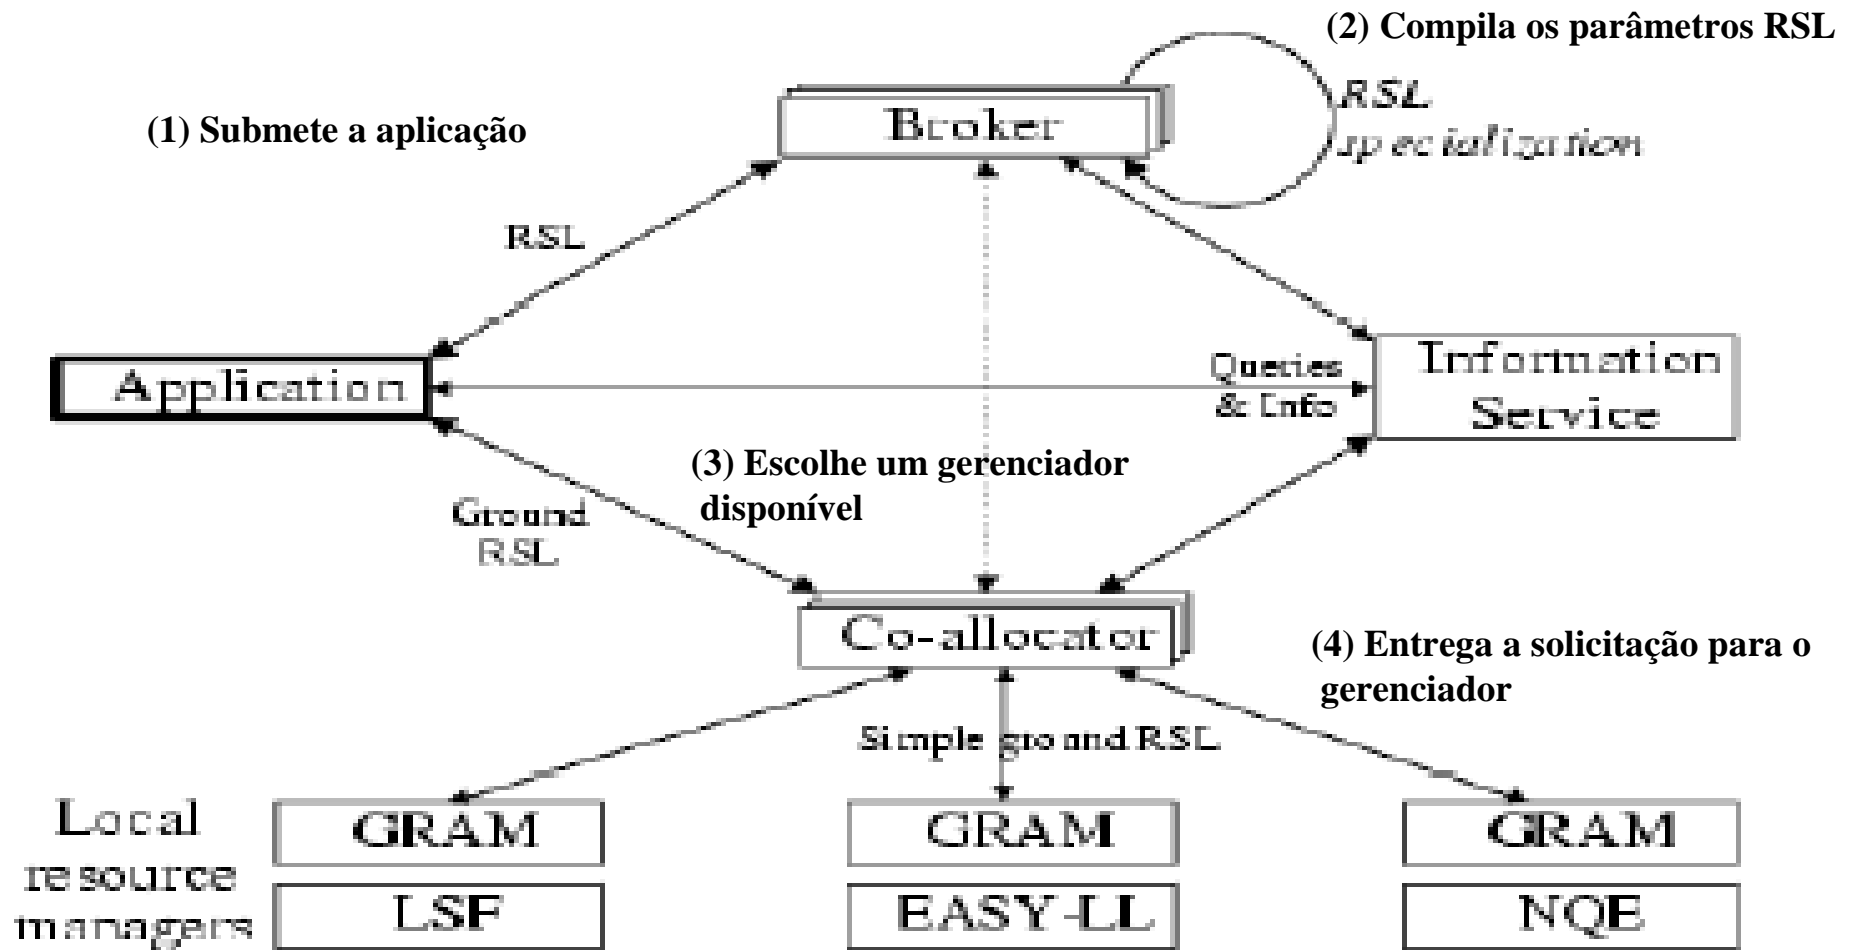 (2) Compila os parâmetros RSL
RSL
specialization
Broker
(1) Submete a aplicação
RSL
Application
Queries
& Info
Information
Service
(3) Escolhe um gerenciador
disponível
Ground
RSL
Co-allocator
(4) Entrega a solicitação para o
gerenciador
Simple ground RSL
Local
resource
managers
GRAM
GRAM
GRAM
LSF
EASY-LL
NQE